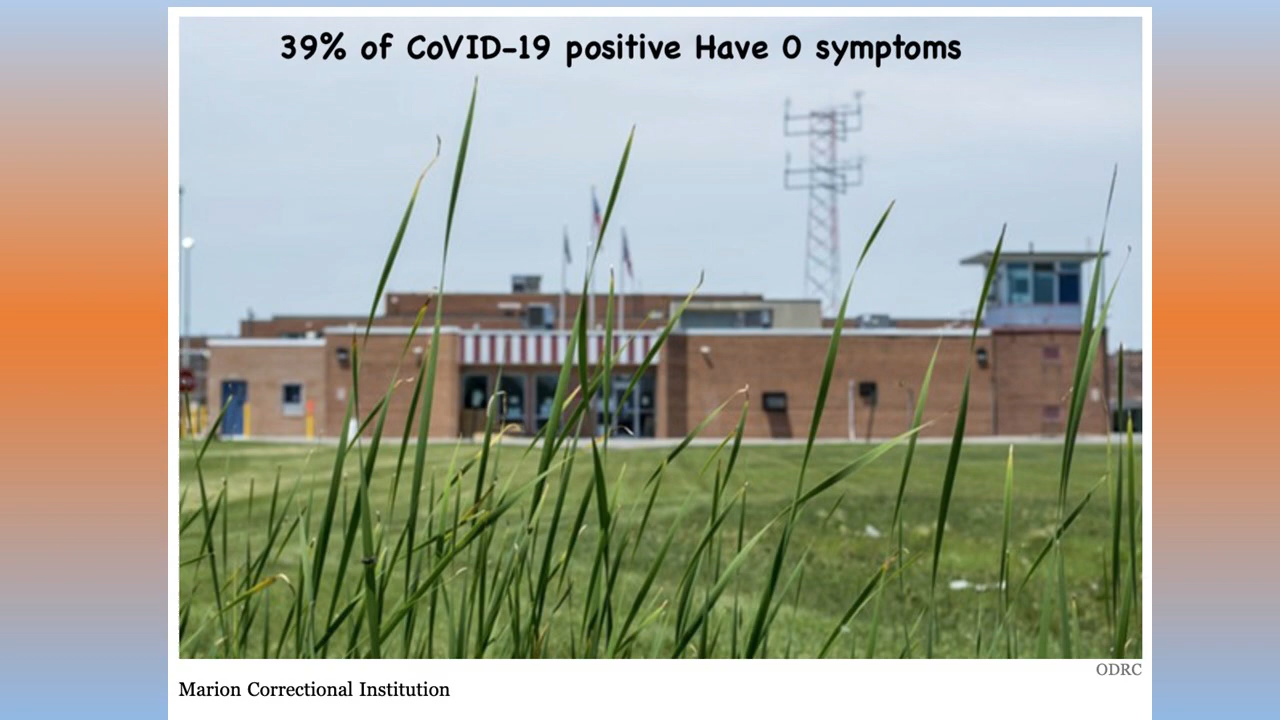 39% of CoVID-19 positive Have 0 symptoms
ODRC
Marion Correctional Institution